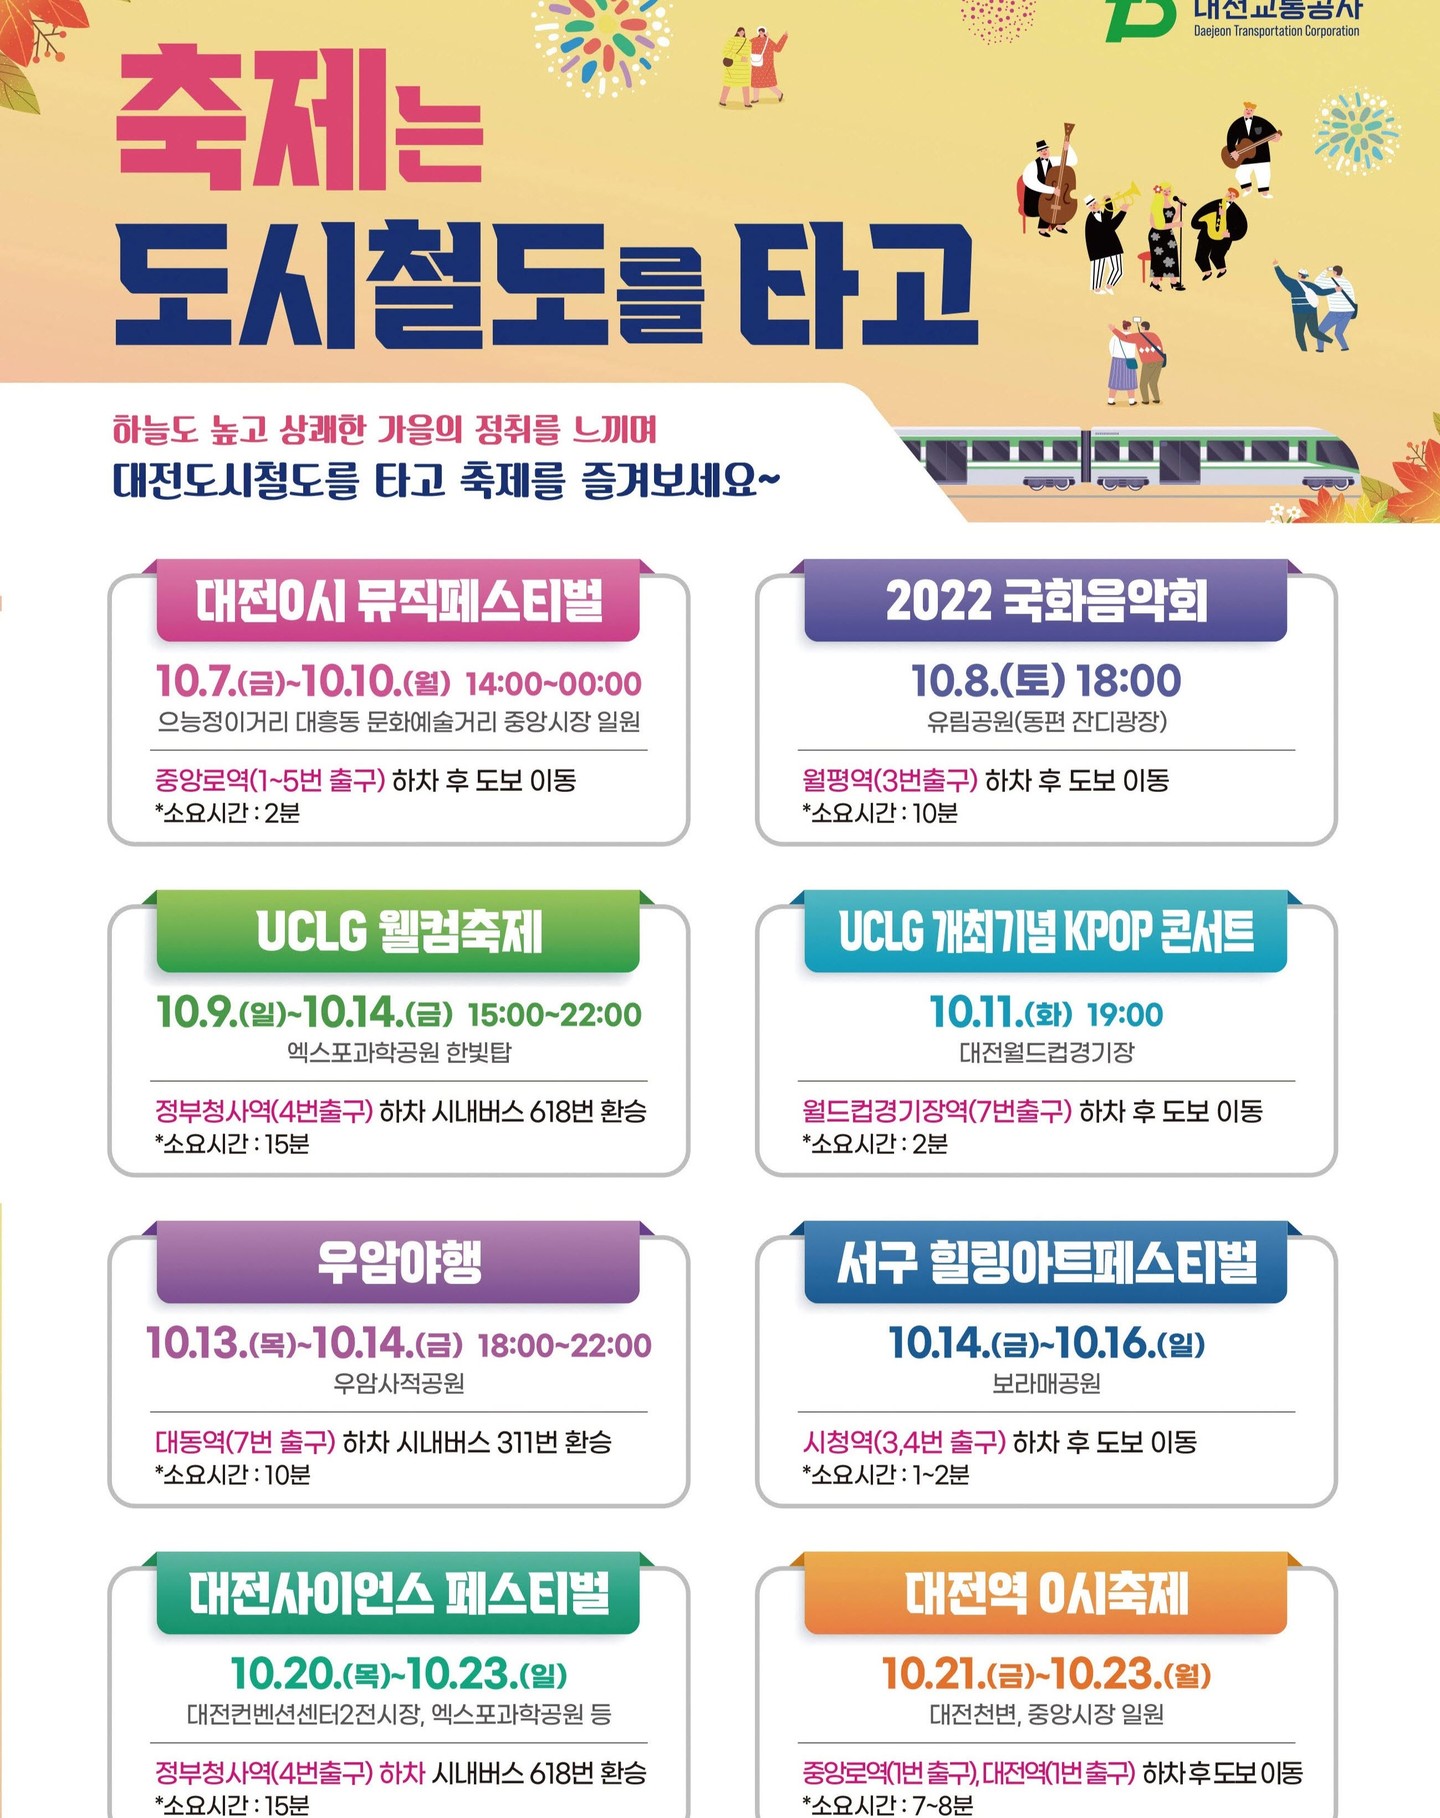 대전교통공사
Daejeon Transportation Corporation
축제는
도시철도를 타고
하늘도 높고 상쾌한 가을의 정취를 느끼며
대전도시철도를 타고 축제를 즐겨보세요~
대전0시 뮤직페스티벌
10.7.(금)~10.10.(월) 14:00~00:00
으능정이거리 대흥동 문화예술거리 중앙시장 일원
중앙로역(1~5번 출구) 하차 후 도보 이동
*소요시간 : 2분
2022 국화음악회
10.8.(토) 18:00
유림공원(동편 잔디광장)
월평역(3번출구) 하차 후 도보 이동
*소요시간 : 10분
UCLG 웰컴축제
10.9.(일)~10.14.(금) 15:00~22:00
엑스포과학공원 한빛탑
정부청사역(4번출구) 하차 시내버스 618번 환승
*소요시간 : 15분
UCLG 개최기념 KPOP 콘서트
10.11.(화) 19:00
대전월드컵경기장
월드컵경기장역(7번출구) 하차 후 도보 이동
*소요시간 : 2분
우암야행
10.13.(목)~10.14.(금) 18:00~22:00
우암사적공원
대동역(7번 출구) 하차 시내버스 311번 환승
*소요시간 : 10분
서구 힐링아트페스티벌
10.14.(금)~10.16.(일)
보라매공원
시청역(3,4번 출구) 하차 후 도보 이동
*소요시간 : 1~2분
대전사이언스 페스티벌
10.20.(목)~10.23.(일)
대전컨벤션센터2전시장, 엑스포과학공원 등
정부청사역(4번출구) 하차 시내버스 618번 환승
*소요시간 : 15분
대전역 0시축제
10.21.(금)~10.23.(월)
대전천변, 중앙시장 일원
중앙로역(1번 출구), 대전역(1번 출구) 하차 후 도보 이동
*소요시간 : 7~8분